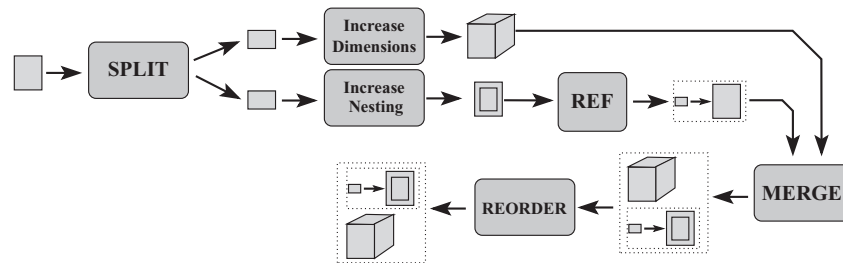 SPLIT
Increase
Dimensions
Increase
Nesting
REF
MERGE
REORDER